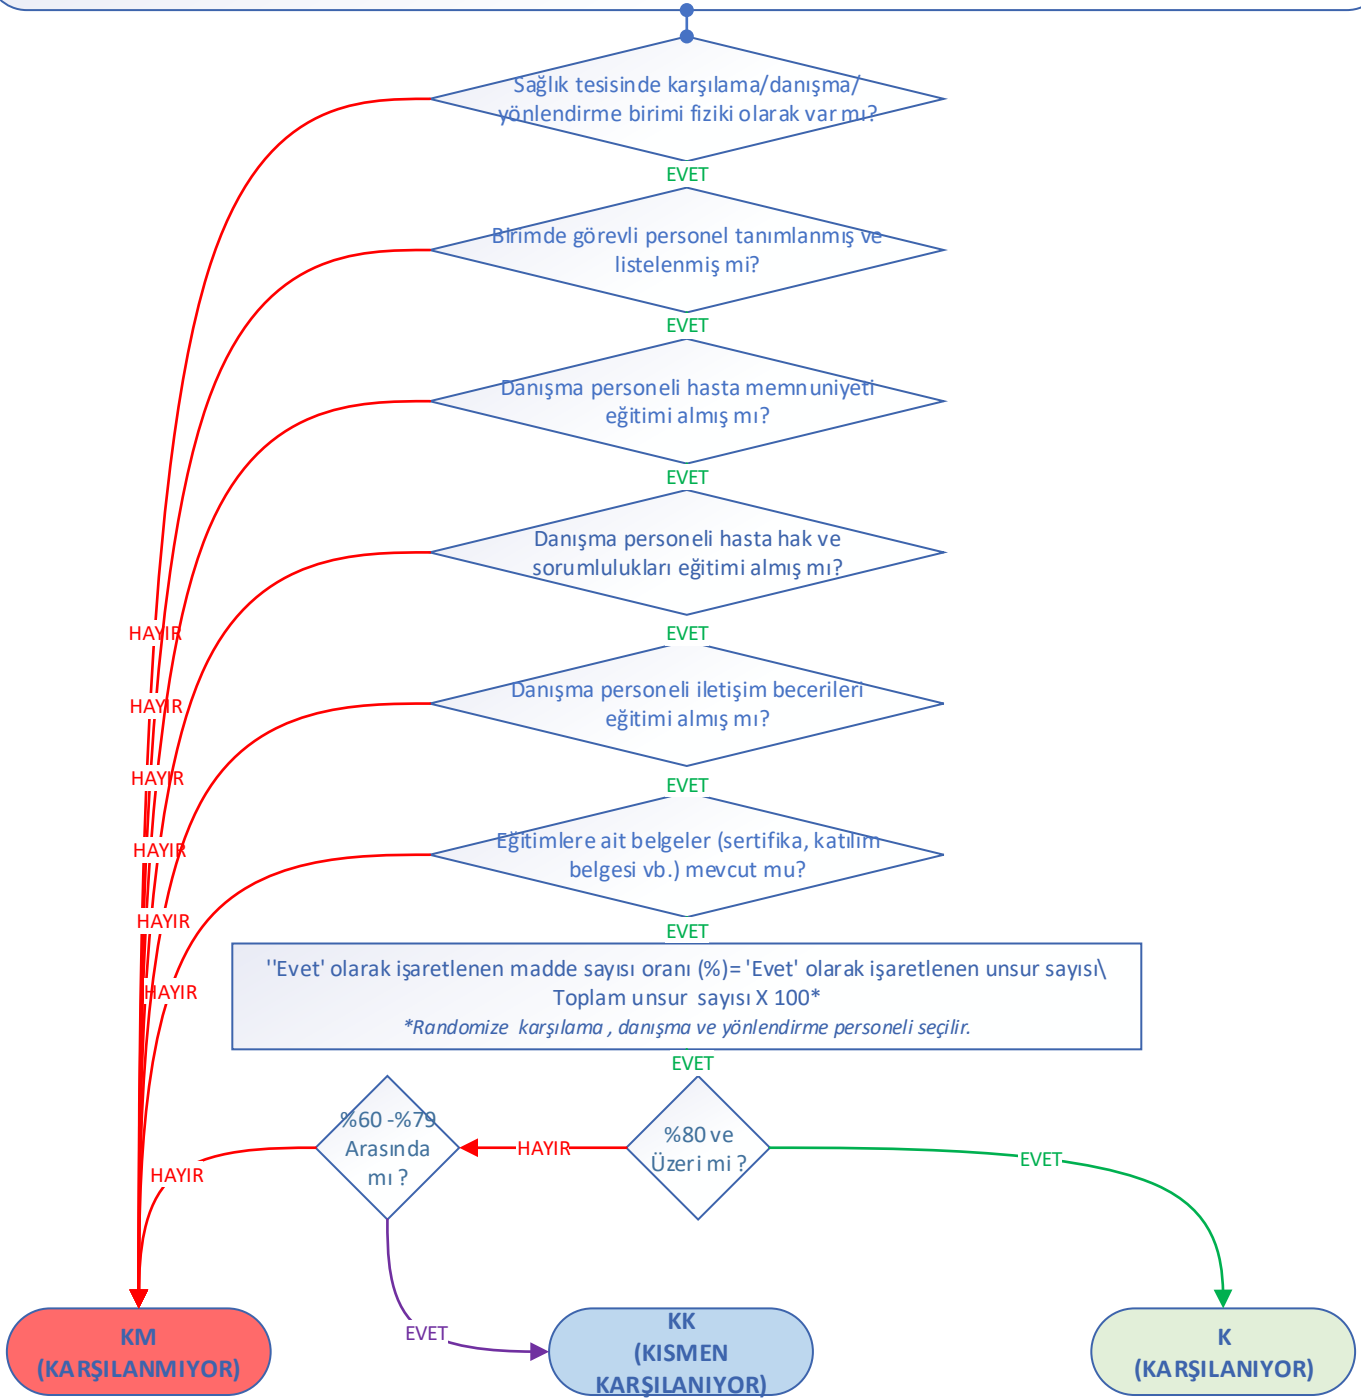 Sağlık tesisinde karşılama/danışma/
yönlendirme birimi fiziki olarak var mı?
EVET
Birimde görevli personel tanımlanmış ve
listelenmiş mi?
EVET
Danışma personeli hasta memnuniyeti
eğitimi almış mı?
EVET
Danışma personeli hasta hak ve
sorumlulukları eğitimi almış mı?
HAYIR
EVET
Danışma personeli iletişim becerileri
eğitimi almış mı?
HAYIR
HAYIR
EVET
Eğitimlere ait belgeler (sertifika, katılım
belgesi vb.) mevcut mu?
HAYIR
HAYIR
EVET
''Evet' olarak işaretlenen madde sayısı oranı (%)= 'Evet' olarak işaretlenen unsur sayısı\
Toplam unsur sayısı X 100*
*Randomize karşılama , danışma ve yönlendirme personeli seçilir.
HAYIR
EVET
%60 -%79
Arasında
mı ?
HAYIR
%80 ve
Üzeri mi ?
EVET
HAYIR
EVET
KM
(KARŞILANMIYOR)
KK
(KISMEN
KARŞILANIYOR)
K
(KARŞILANIYOR)